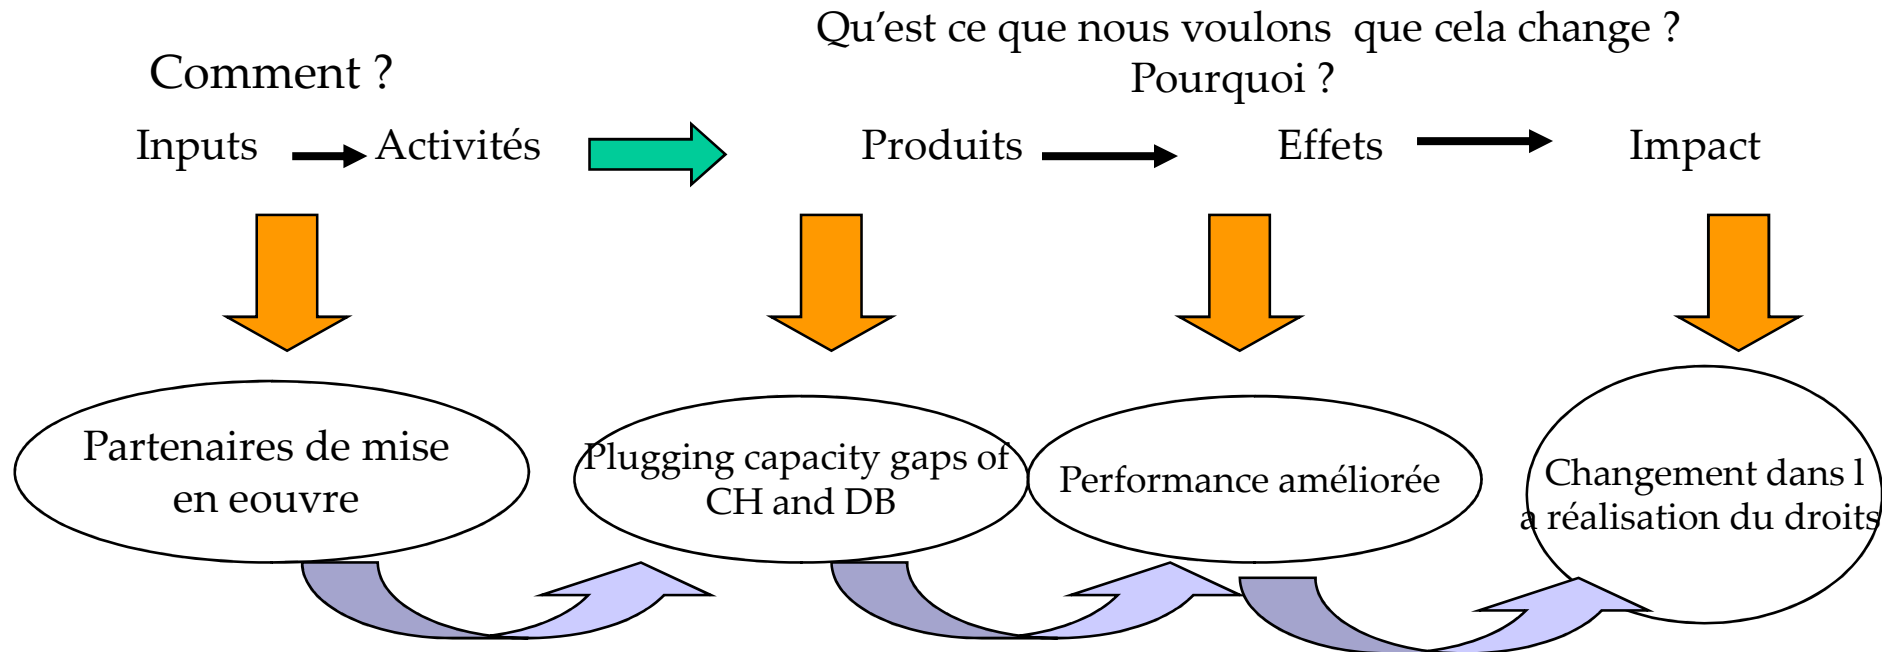 Qu'est ce que nous voulons  que cela change ?
Pourquoi ?
Comment ?
Inputs
Activités
Produits
Effets
Impact
Partenaires de mise
en eouvre
Plugging capacity gaps of
CH and DB
Performance améliorée
Changement dans l
a réalisation du droits